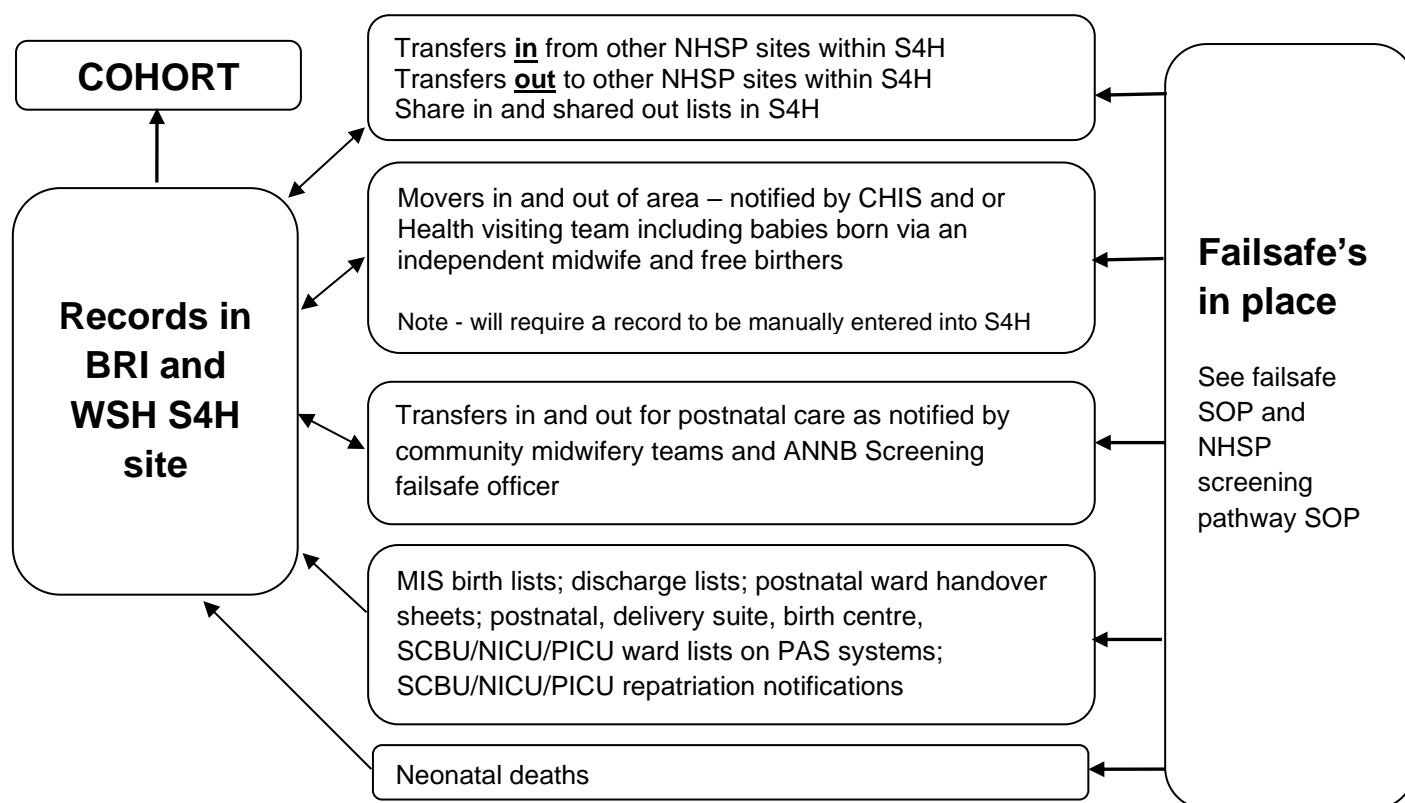 COHORT
Records in
BRI and
WSH S4H
site
Transfers in from other NHSP sites within S4H
Transfers out to other NHSP sites within S4H
Share in and shared out lists in S4H
Movers in and out of area – notified by CHIS and or
Health visiting team including babies born via an
independent midwife and free birthers
Note - will require a record to be manually entered into S4H
Transfers in and out for postnatal care as notified by
community midwifery teams and ANNB Screening
failsafe officer
MIS birth lists; discharge lists; postnatal ward handover
sheets; postnatal, delivery suite, birth centre,
SCBU/NICU/PICU ward lists on PAS systems;
SCBU/NICU/PICU repatriation notifications
Neonatal deaths
Failsafe's
in place
See failsafe
SOP and
NHSP
screening
pathway SOP